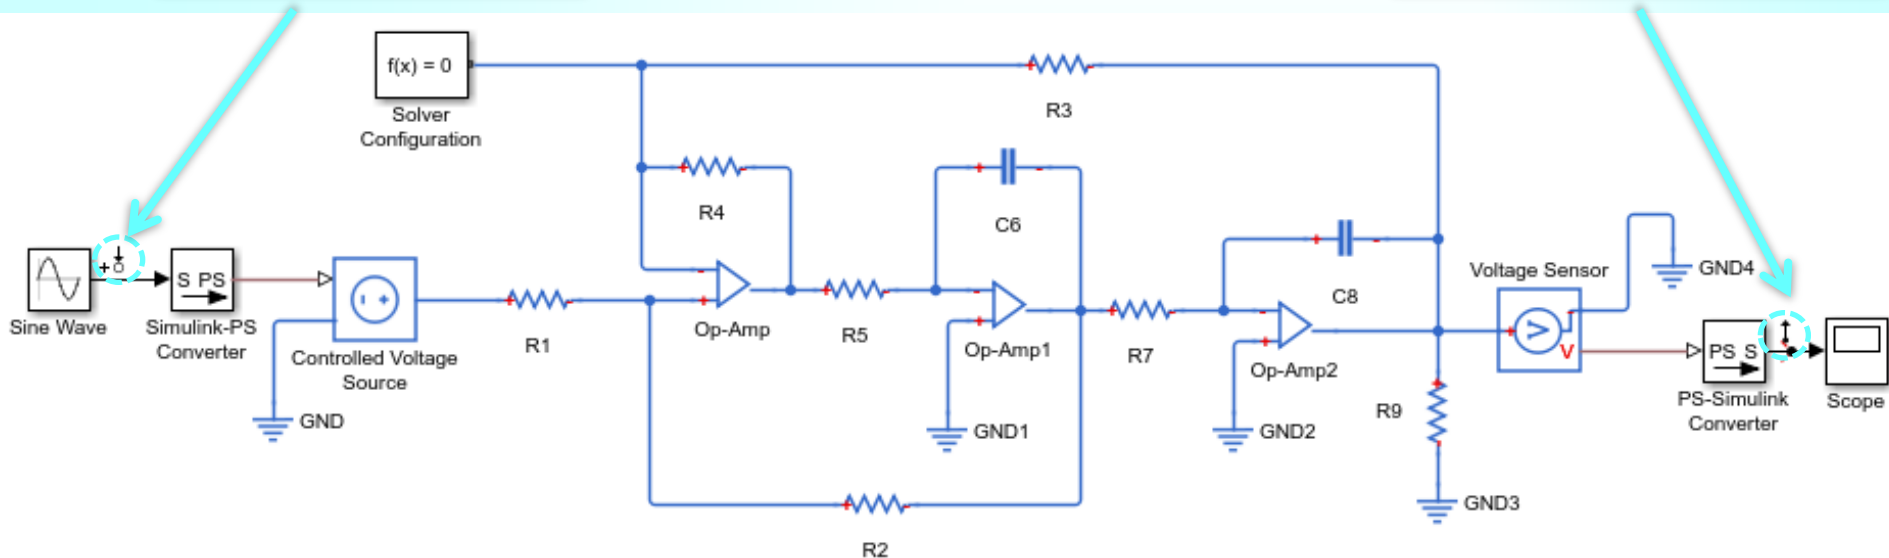 f(x) = 0
Solver
Configuration
R3
R4
C6
S PS
Sine Wave
Simulink-PS
Converter
Controlled Voltage
Source
GND
R1
Op-Amp
R5
Op-Amp1
GND1
R2
R7
C8
Op-Amp2
GND2
R9
GND3
Voltage Sensor
V
V
GND4
PS S
PS-Simulink
Converter
Scope